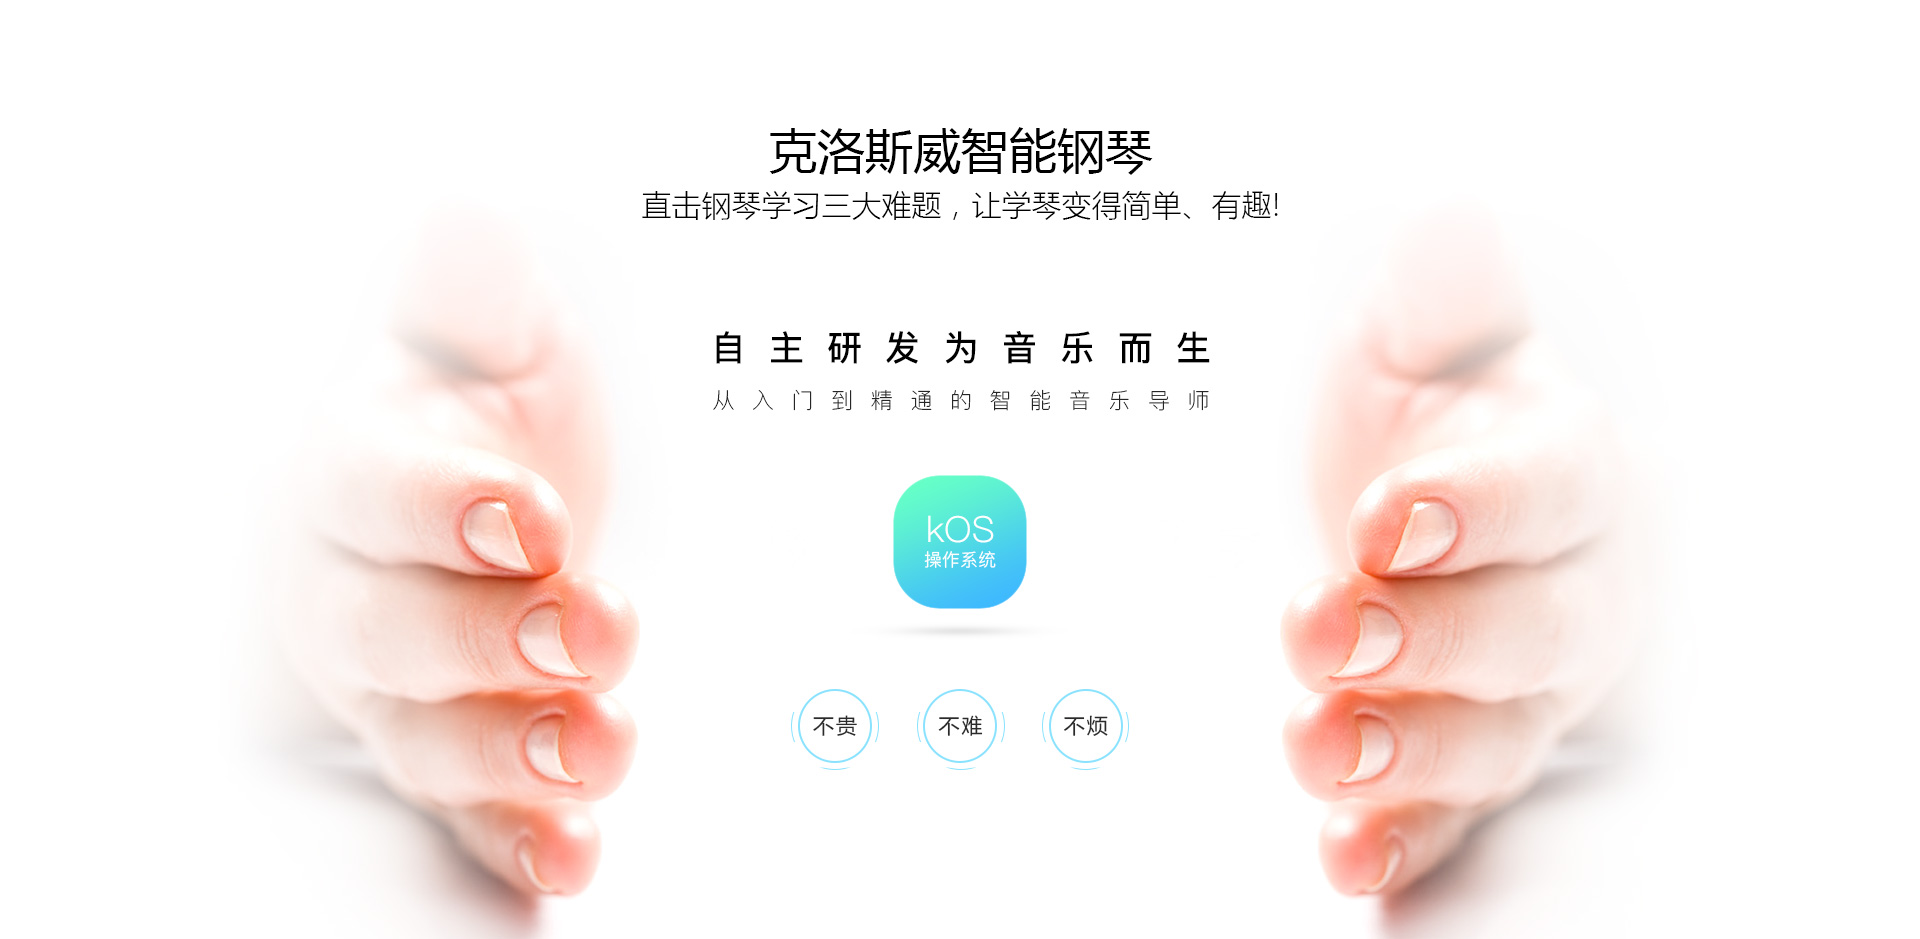 克洛斯威智能钢琴
直击钢琴学习三大难题，让学琴变得简单、有趣!
自主研发为音乐而生
从入门到精通的智能音乐导师
kOS
操作系统
不贵 不难 不烦